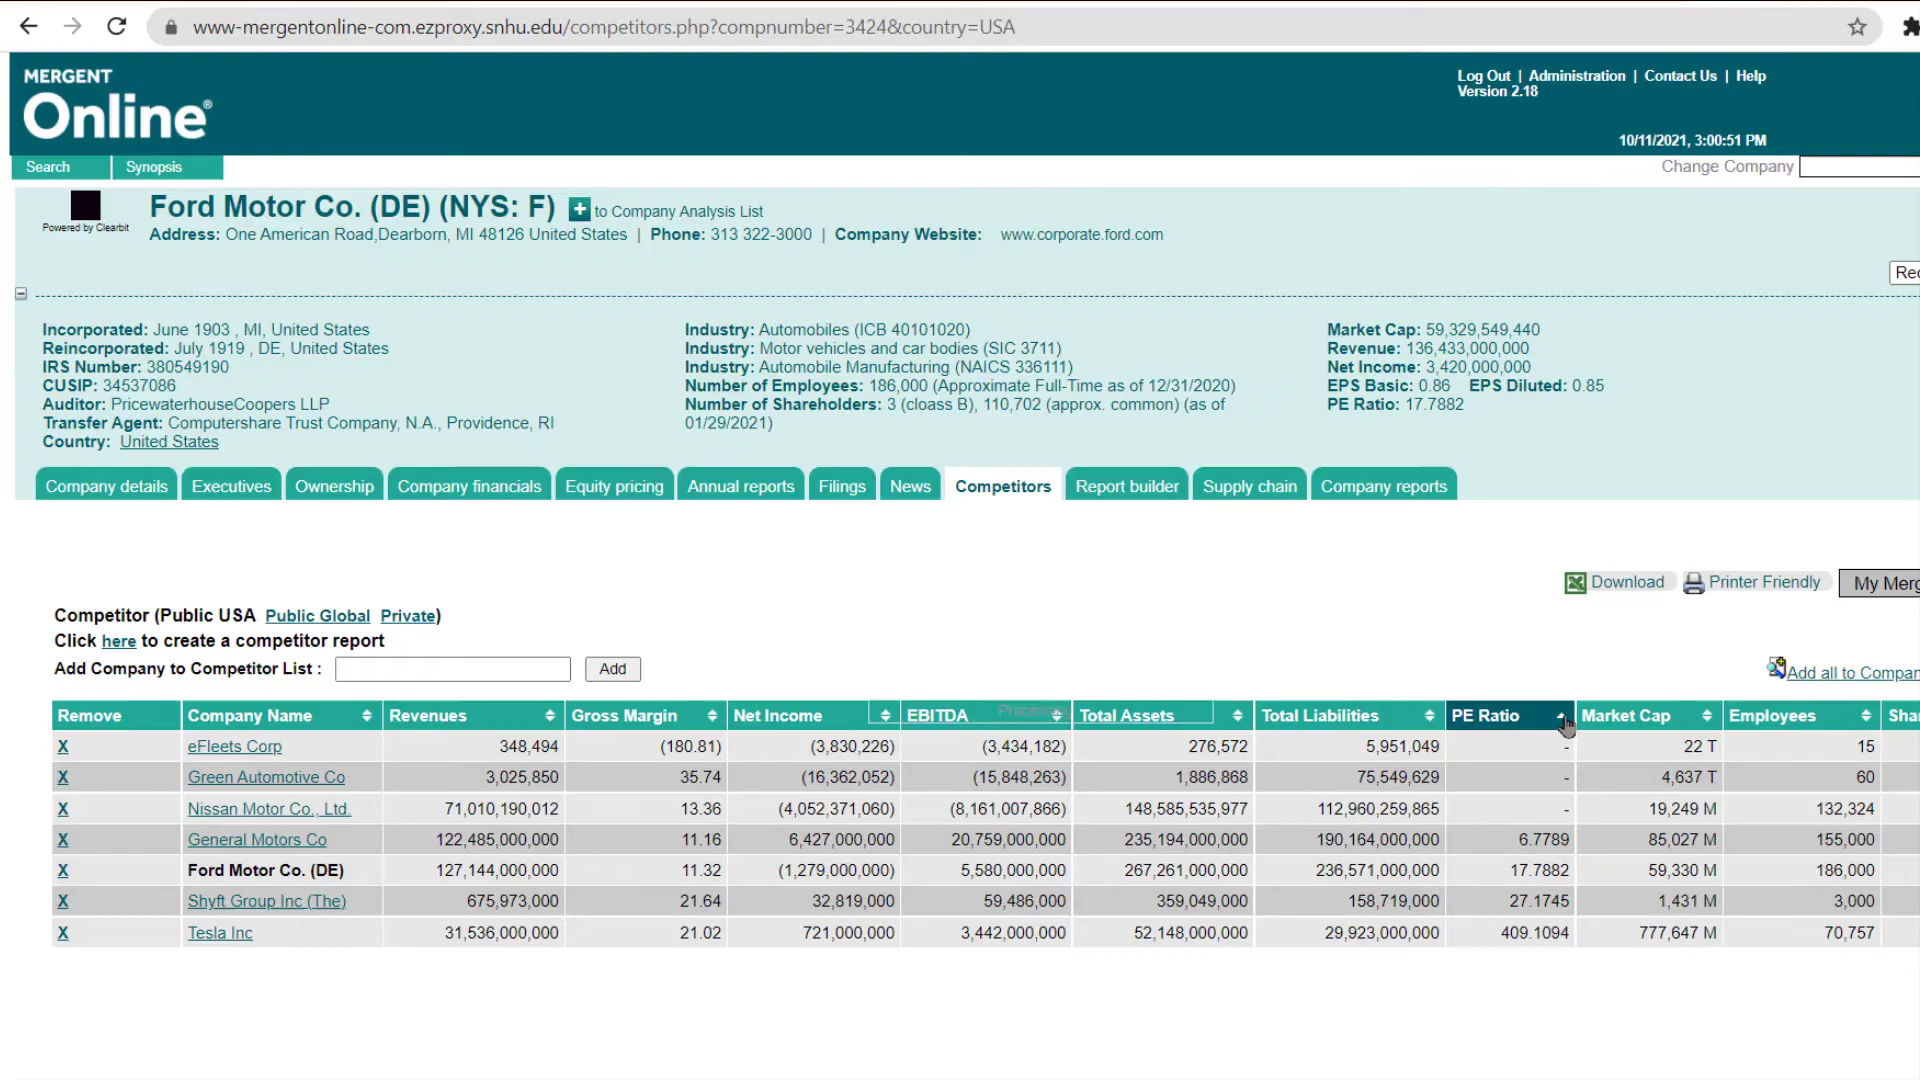 www-mergentonline-com.ezproxy.snhu.edu/competitors.php?compnumber=3424&country=USA
MERGENT
Online®
Log Out | Administration | Contact Us | Help
Version 2.18
10/11/2021, 3:00:51 PM
Search Synopsis
Change Company
Powered by Clearbit
Ford Motor Co. (DE) (NYS: F) + to Company Analysis List
Address: One American Road,Dearborn, MI 48126 United States | Phone: 313 322-3000 | Company Website: www.corporate.ford.com
Rec
Incorporated: June 1903 , MI, United States
Reincorporated: July 1919 , DE, United States
IRS Number: 380549190
CUSIP: 34537086
Auditor: PricewaterhouseCoopers LLP
Transfer Agent: Computershare Trust Company, N.A., Providence, RI
Country: United States
Industry: Automobiles (ICB 40101020)
Industry: Motor vehicles and car bodies (SIC 3711)
Industry: Automobile Manufacturing (NAICS 336111)
Number of Employees: 186,000 (Approximate Full-Time as of 12/31/2020)
Number of Shareholders: 3 (cloass B), 110,702 (approx. common) (as of
01/29/2021)
Market Cap: 59,329,549,440
Revenue: 136,433,000,000
Net Income: 3,420,000,000
EPS Basic: 0.86 EPS Diluted: 0.85
PE Ratio: 17.7882
Company details Executives Ownership Company financials Equity pricing Annual reports Filings News Competitors Report builder Supply chain Company reports
Download Printer Friendly My Merg
Competitor (Public USA Public Global Private)
Click here to create a competitor report
Add Company to Competitor List : Add
Add all to Compan
Remove Company Name Revenues Gross Margin Net Income EBITDA Total Assets Total Liabilities PE Ratio Market Cap Employees Shar
X eFleets Corp 348,494 (180.81) (3,830,226) (3,434,182) 276,572 5,951,049 - 22 T 15
X Green Automotive Co 3,025,850 35.74 (16,362,052) (15,848,263) 1,886,868 75,549,629 - 4,637 T 60
X Nissan Motor Co., Ltd. 71,010,190,012 13.36 (4,052,371,060) (8,161,007,866) 148,585,535,977 112,960,259,865 - 19,249 M 132,324
X General Motors Co 122,485,000,000 11.16 6,427,000,000 20,759,000,000 235,194,000,000 190,164,000,000 6.7789 85,027 M 155,000
X Ford Motor Co. (DE) 127,144,000,000 11.32 (1,279,000,000) 5,580,000,000 267,261,000,000 236,571,000,000 17.7882 59,330 M 186,000
X Shyft Group Inc (The) 675,973,000 21.64 32,819,000 59,486,000 359,049,000 158,719,000 27.1745 1,431 M 3,000
X Tesla Inc 31,536,000,000 21.02 721,000,000 3,442,000,000 52,148,000,000 29,923,000,000 409.1094 777,647 M 70,757